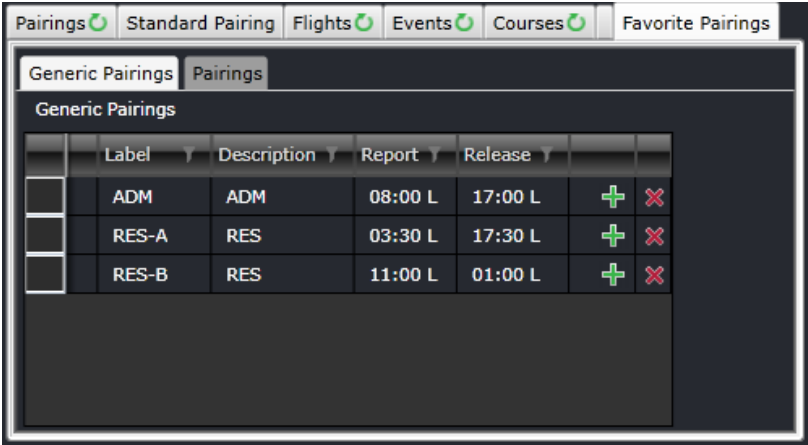 Pairings Standard Pairing Flights Events Courses Favorite Pairings
Generic Pairings Pairings
Generic Pairings
Label Description Report Release
ADM ADM 08:00 L 17:00 L
RES-A RES 03:30 L 17:30 L
RES-B RES 11:00 L 01:00 L